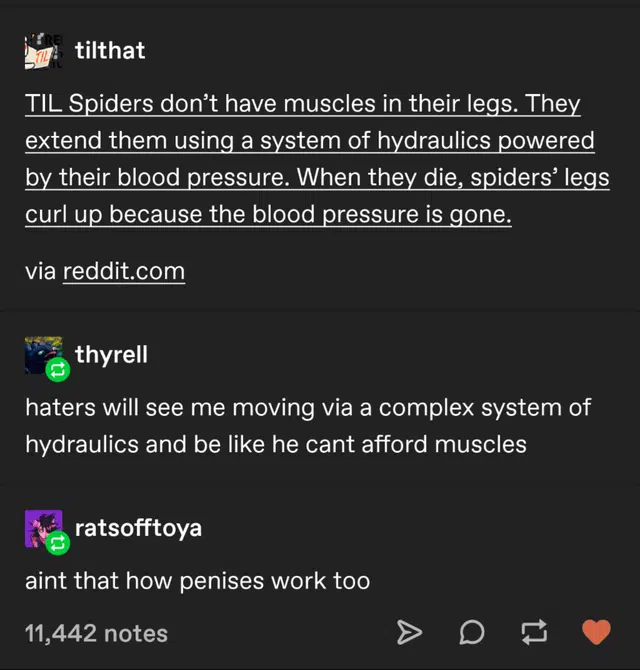 tilthat
TIL Spiders don’t have muscles in their legs. They
extend them using a system of hydraulics powered
by their blood pressure. When they die, spiders’ legs
curl up because the blood pressure is gone.
via reddit.com
thyrell
haters will see me moving via a complex system of
hydraulics and be like he cant afford muscles
ratsofftoya
aint that how penises work too
11,442 notes